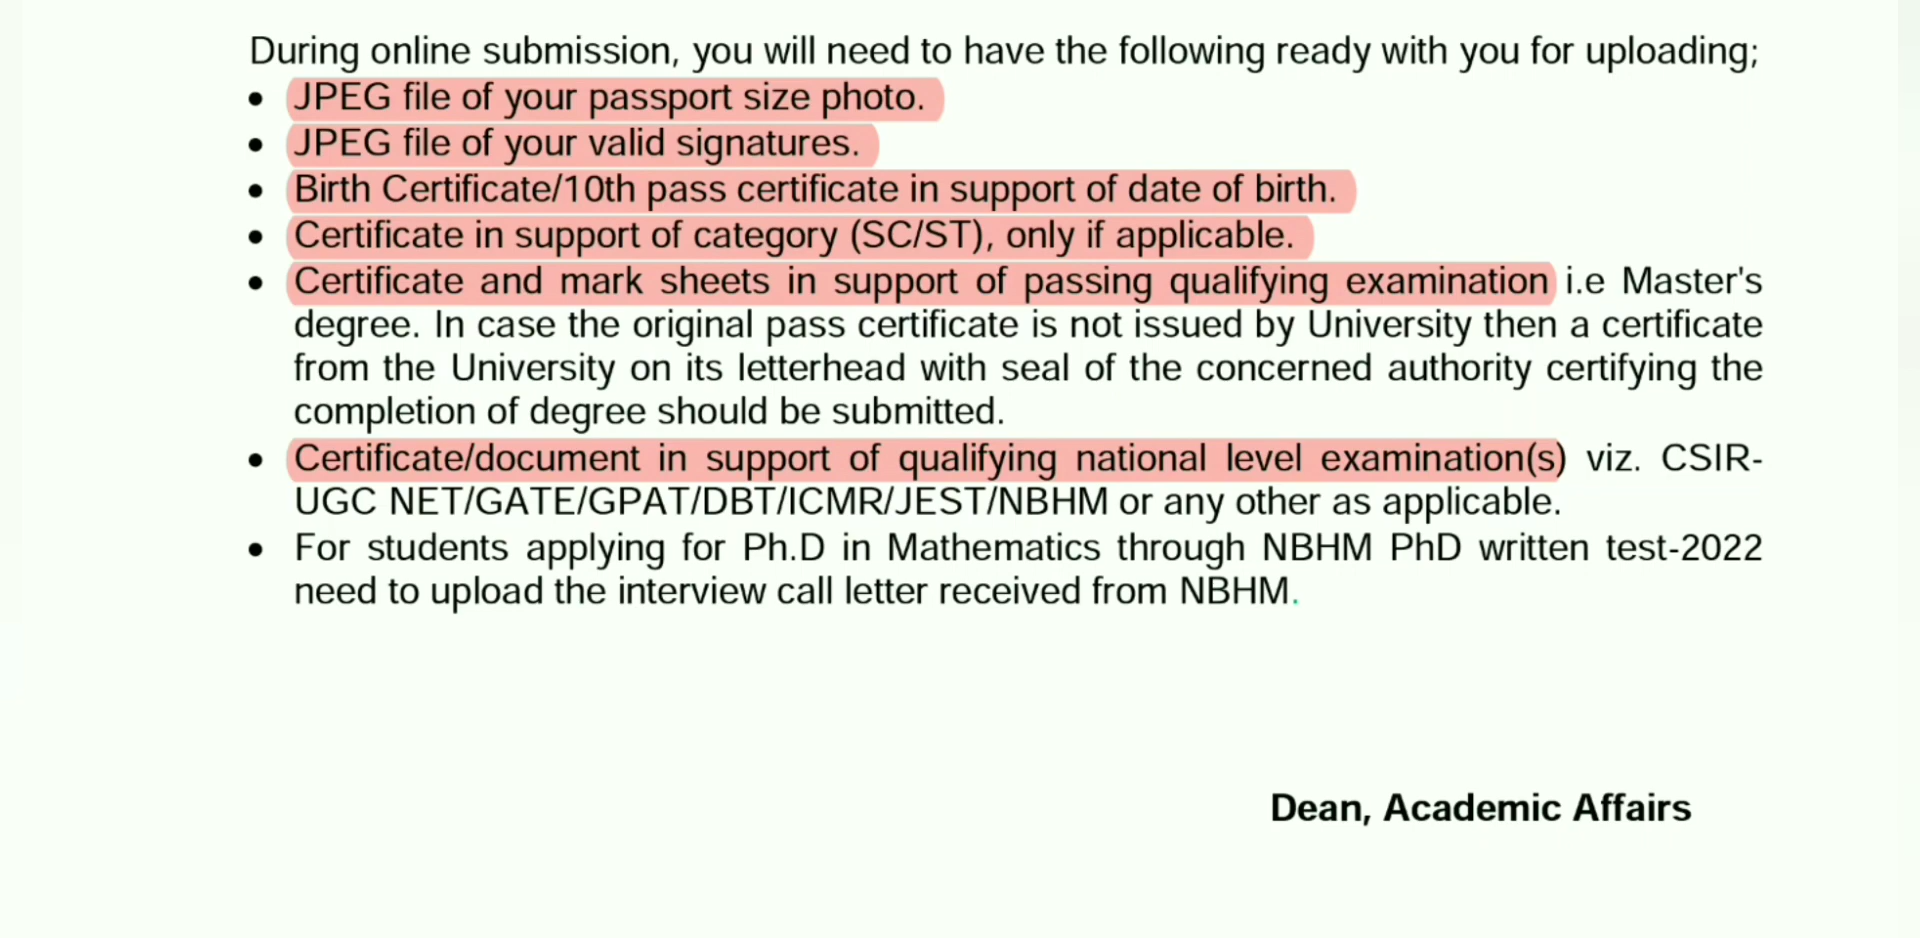 During online submission, you will need to have the following ready with you for uploading;
• JPEG file of your passport size photo.
• JPEG file of your valid signatures.
• Birth Certificate/10th pass certificate in support of date of birth.
• Certificate in support of category (SC/ST), only if applicable.
• Certificate and mark sheets in support of passing qualifying examination i.e Master's
degree. In case the original pass certificate is not issued by University then a certificate
from the University on its letterhead with seal of the concerned authority certifying the
completion of degree should be submitted.
• Certificate/document in support of qualifying national level examination(s) viz. CSIR-
UGC NET/GATE/GPAT/DBT/ICMR/JEST/NBHM or any other as applicable.
• For students applying for Ph.D in Mathematics through NBHM PhD written test-2022
need to upload the interview call letter received from NBHM.
Dean, Academic Affairs